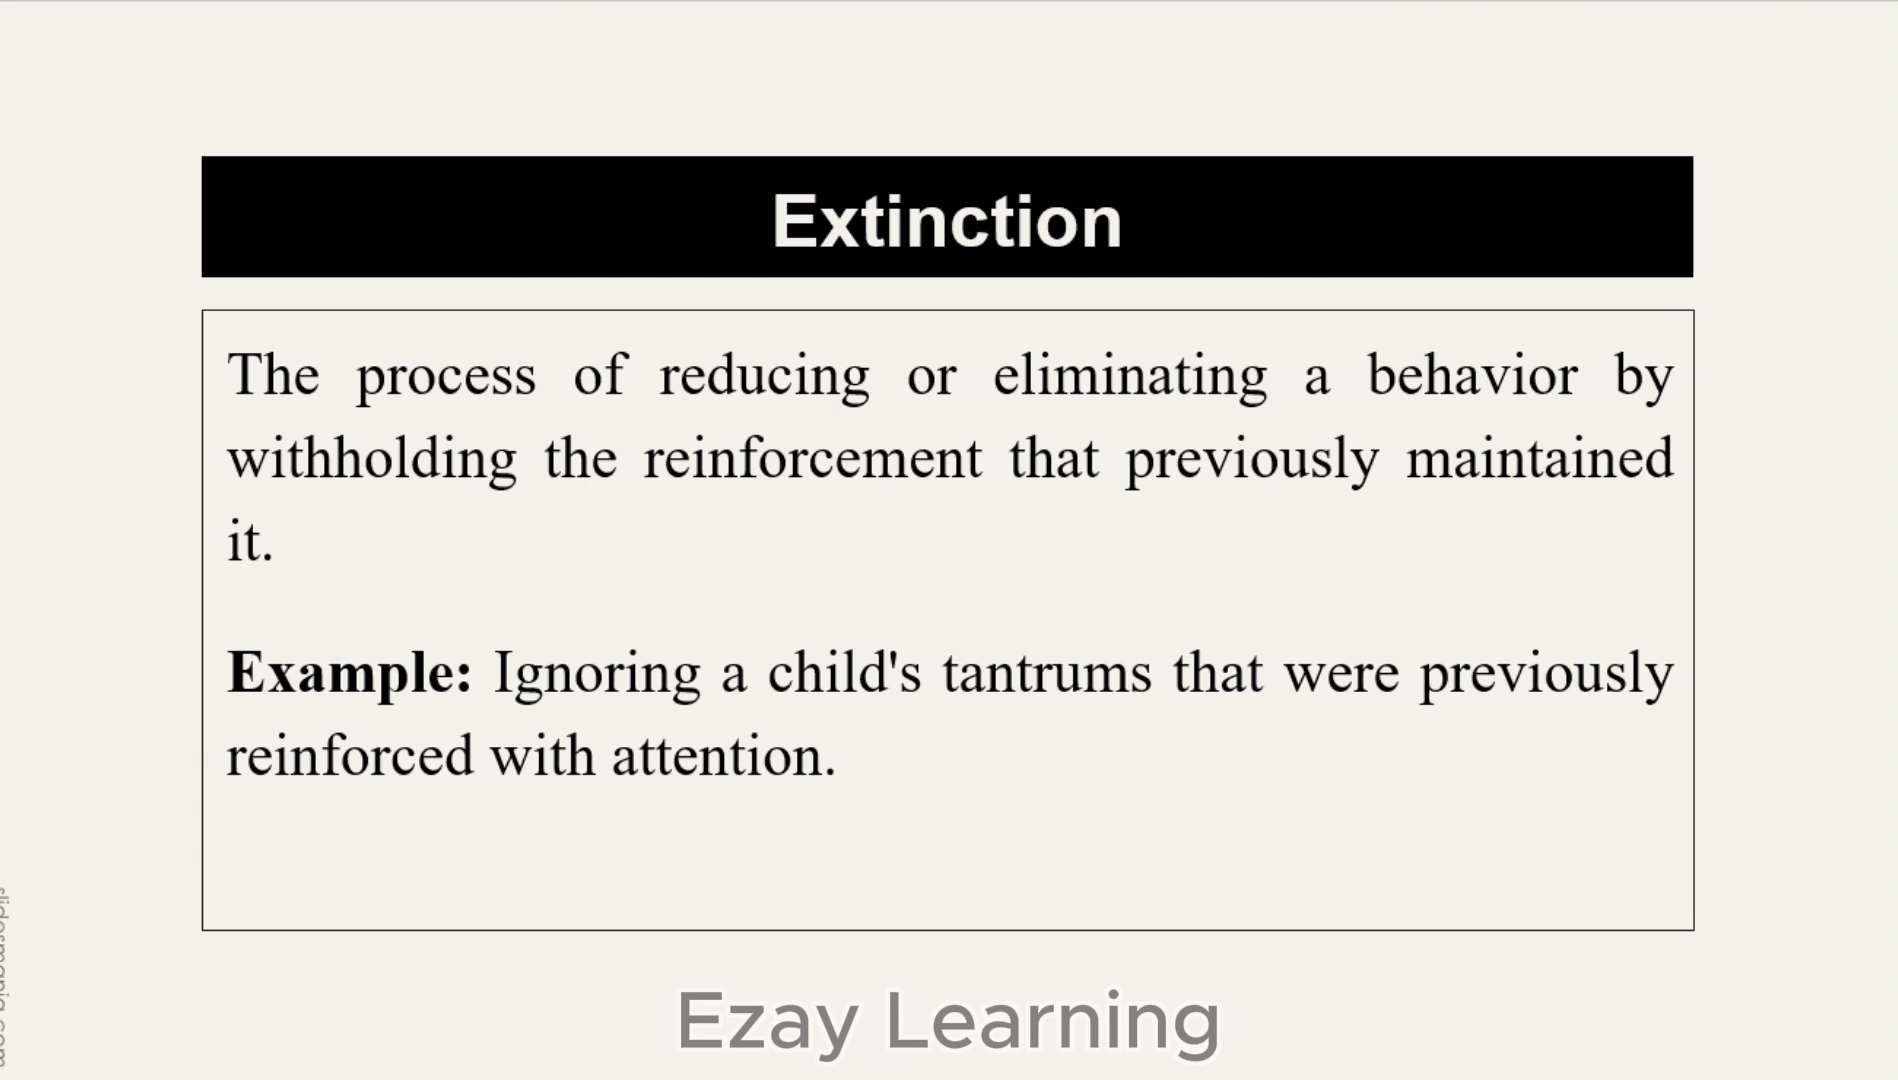 Extinction
The process of reducing or eliminating a behavior by
withholding the reinforcement that previously maintained
it.
Example: Ignoring a child's tantrums that were previously
reinforced with attention.
Ezay Learning